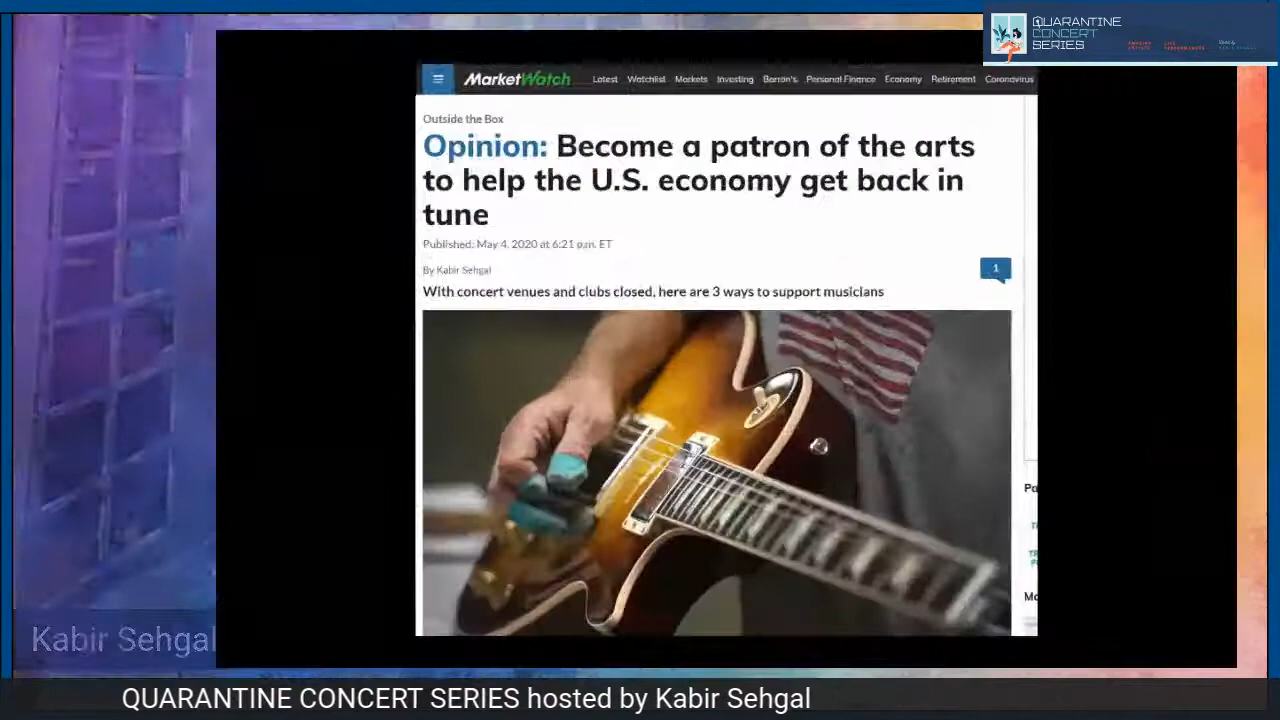 QUARANTINE
CONCERT
SERIES
MarketWatch Latest Watchlist Markets Investing Barron's Personal Finance Economy Retirement Coronavirus
Outside the Box
Opinion: Become a patron of the arts
to help the U.S. economy get back in
tune
Published: May 4, 2020 at 6:21 p.m. ET
By Kabir Sehgal
1
With concert venues and clubs closed, here are 3 ways to support musicians
Pa
Mo
Kabir Sehgal
QUARANTINE CONCERT SERIES hosted by Kabir Sehgal